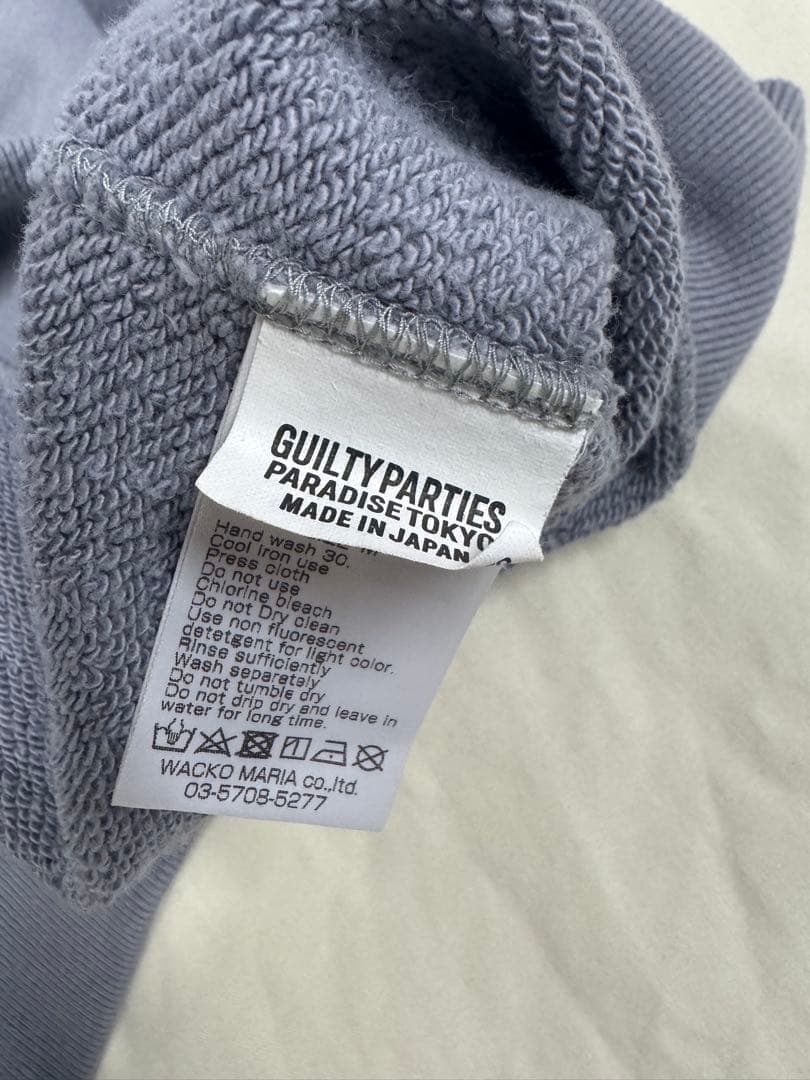 GUILTY PARTIES
PARADISE TOKYO
MADE IN JAPAN
M
Hand wash 30.
Cool iron use
Press cloth
Do not use
Chlorine bleach
Do not Dry clean
Use non fluorescent
detetgent for light color.
Rinse sufficiently
Wash separately
Do not tumble dry
Do not drip dry and leave in
water for long time.
WACKO MARIA co.,ltd.
03-5708-5277